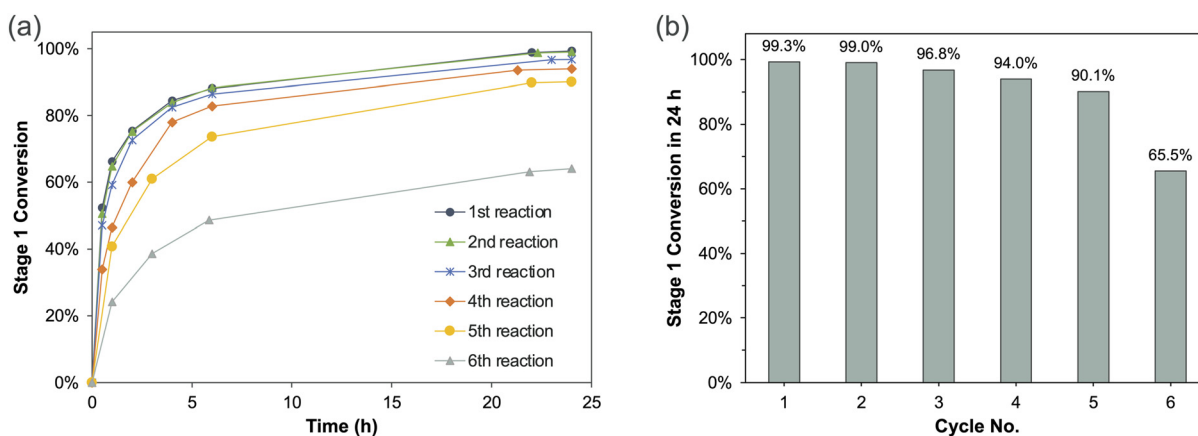 (a)
100%
80%
60%
40%
20%
0%
Stage 1 Conversion
1st reaction
2nd reaction
3rd reaction
4th reaction
5th reaction
6th reaction
0
5
10
15
20
25
Time (h)
(b)
99.3%
99.0%
96.8%
94.0%
90.1%
65.5%
100%
80%
60%
40%
20%
0%
Stage 1 Conversion in 24 h
1
2
3
4
5
6
Cycle No.